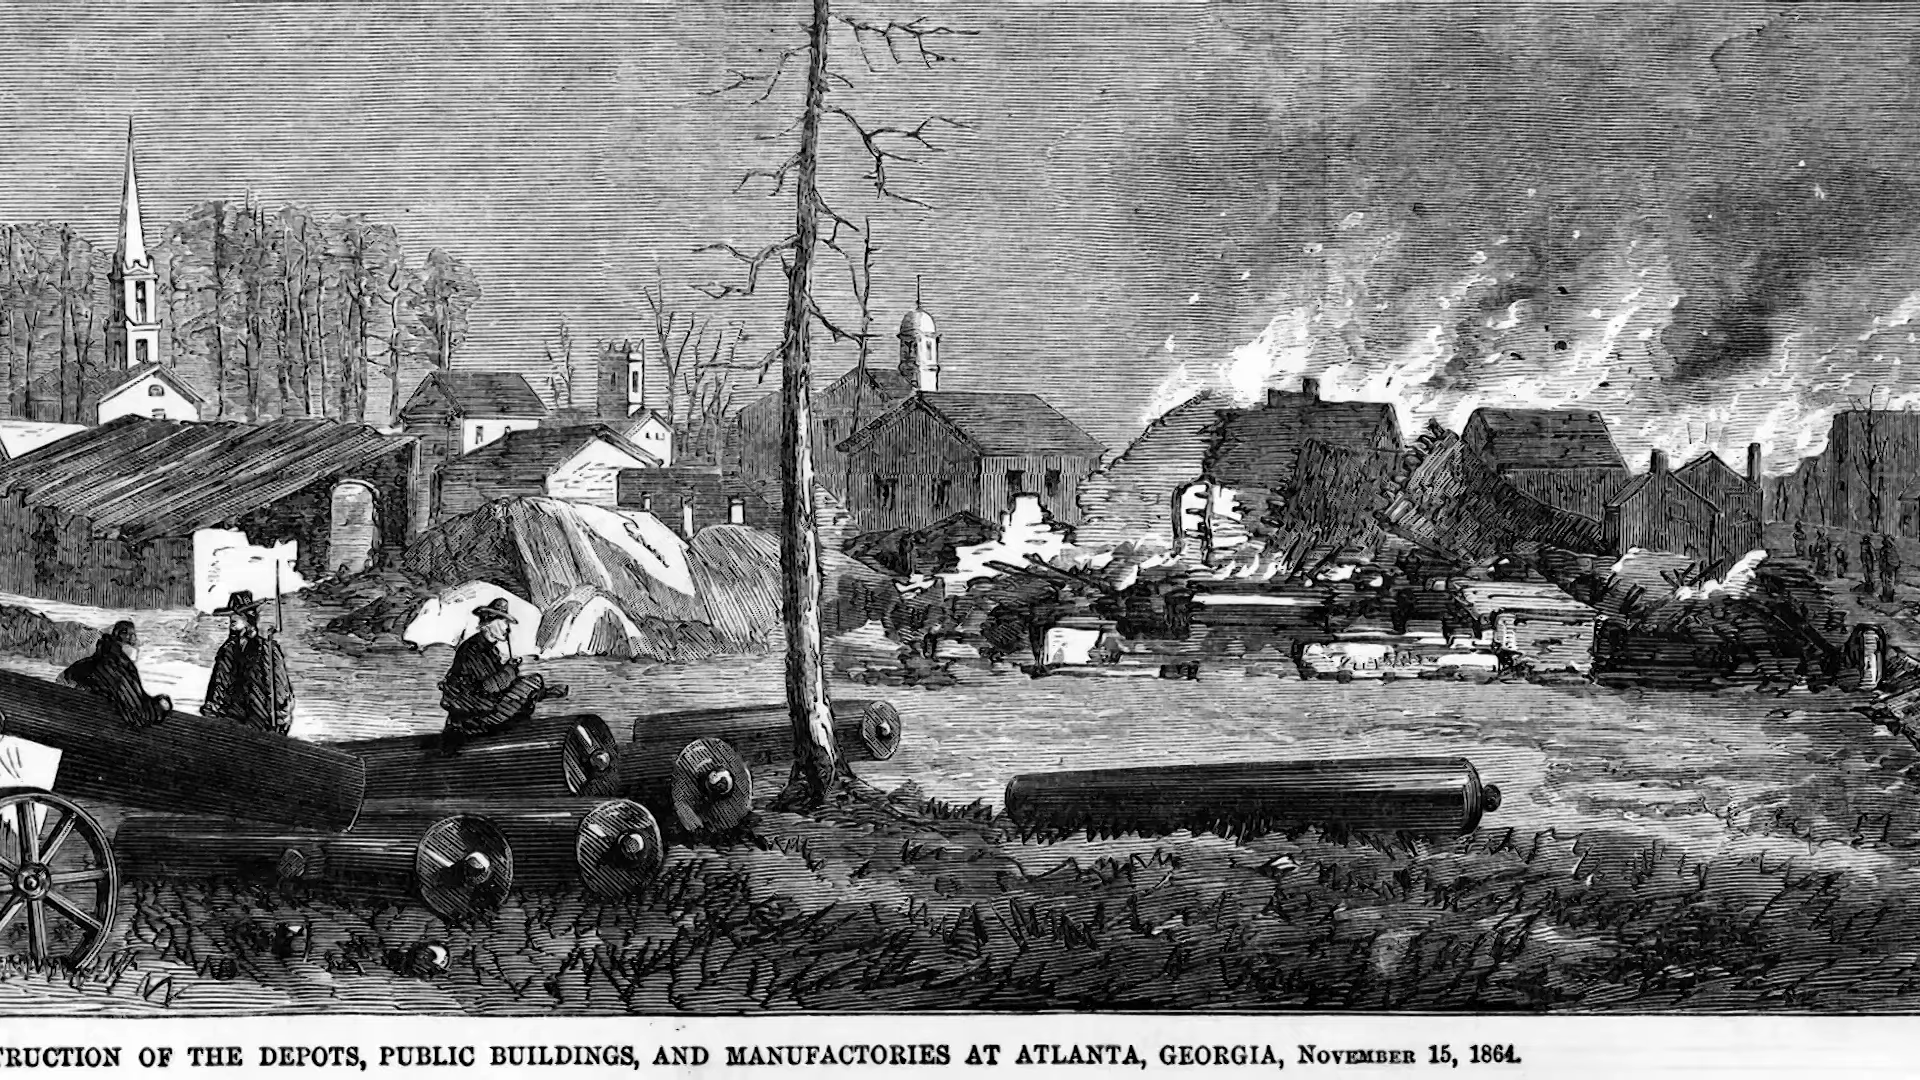 TRUCTION OF THE DEPOTS, PUBLIC BUILDINGS, AND MANUFACTORIES AT ATLANTA, GEORGIA, NOVEMBER 15, 1864.